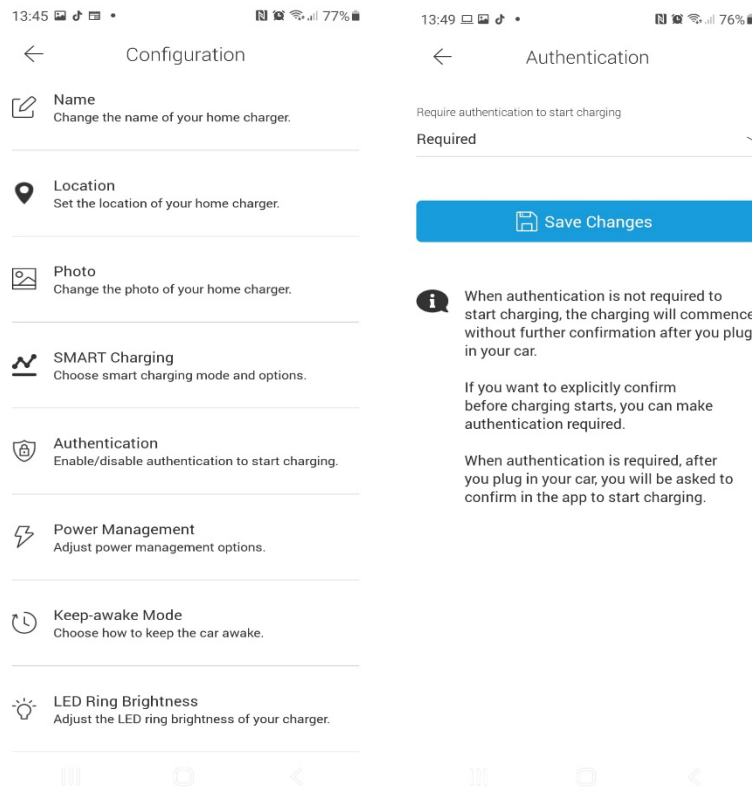 13:45
77%
Configuration
Name
Change the name of your home charger.
Location
Set the location of your home charger.
Photo
Change the photo of your home charger.
SMART Charging
Choose smart charging mode and options.
Authentication
Enable/disable authentication to start charging.
Power Management
Adjust power management options.
Keep-awake Mode
Choose how to keep the car awake.
LED Ring Brightness
Adjust the LED ring brightness of your charger.
13:49
76%
Authentication
Require authentication to start charging
Required
Save Changes
When authentication is not required to
start charging, the charging will commence
without further confirmation after you plug
in your car.
If you want to explicitly confirm
before charging starts, you can make
authentication required.
When authentication is required, after
you plug in your car, you will be asked to
confirm in the app to start charging.